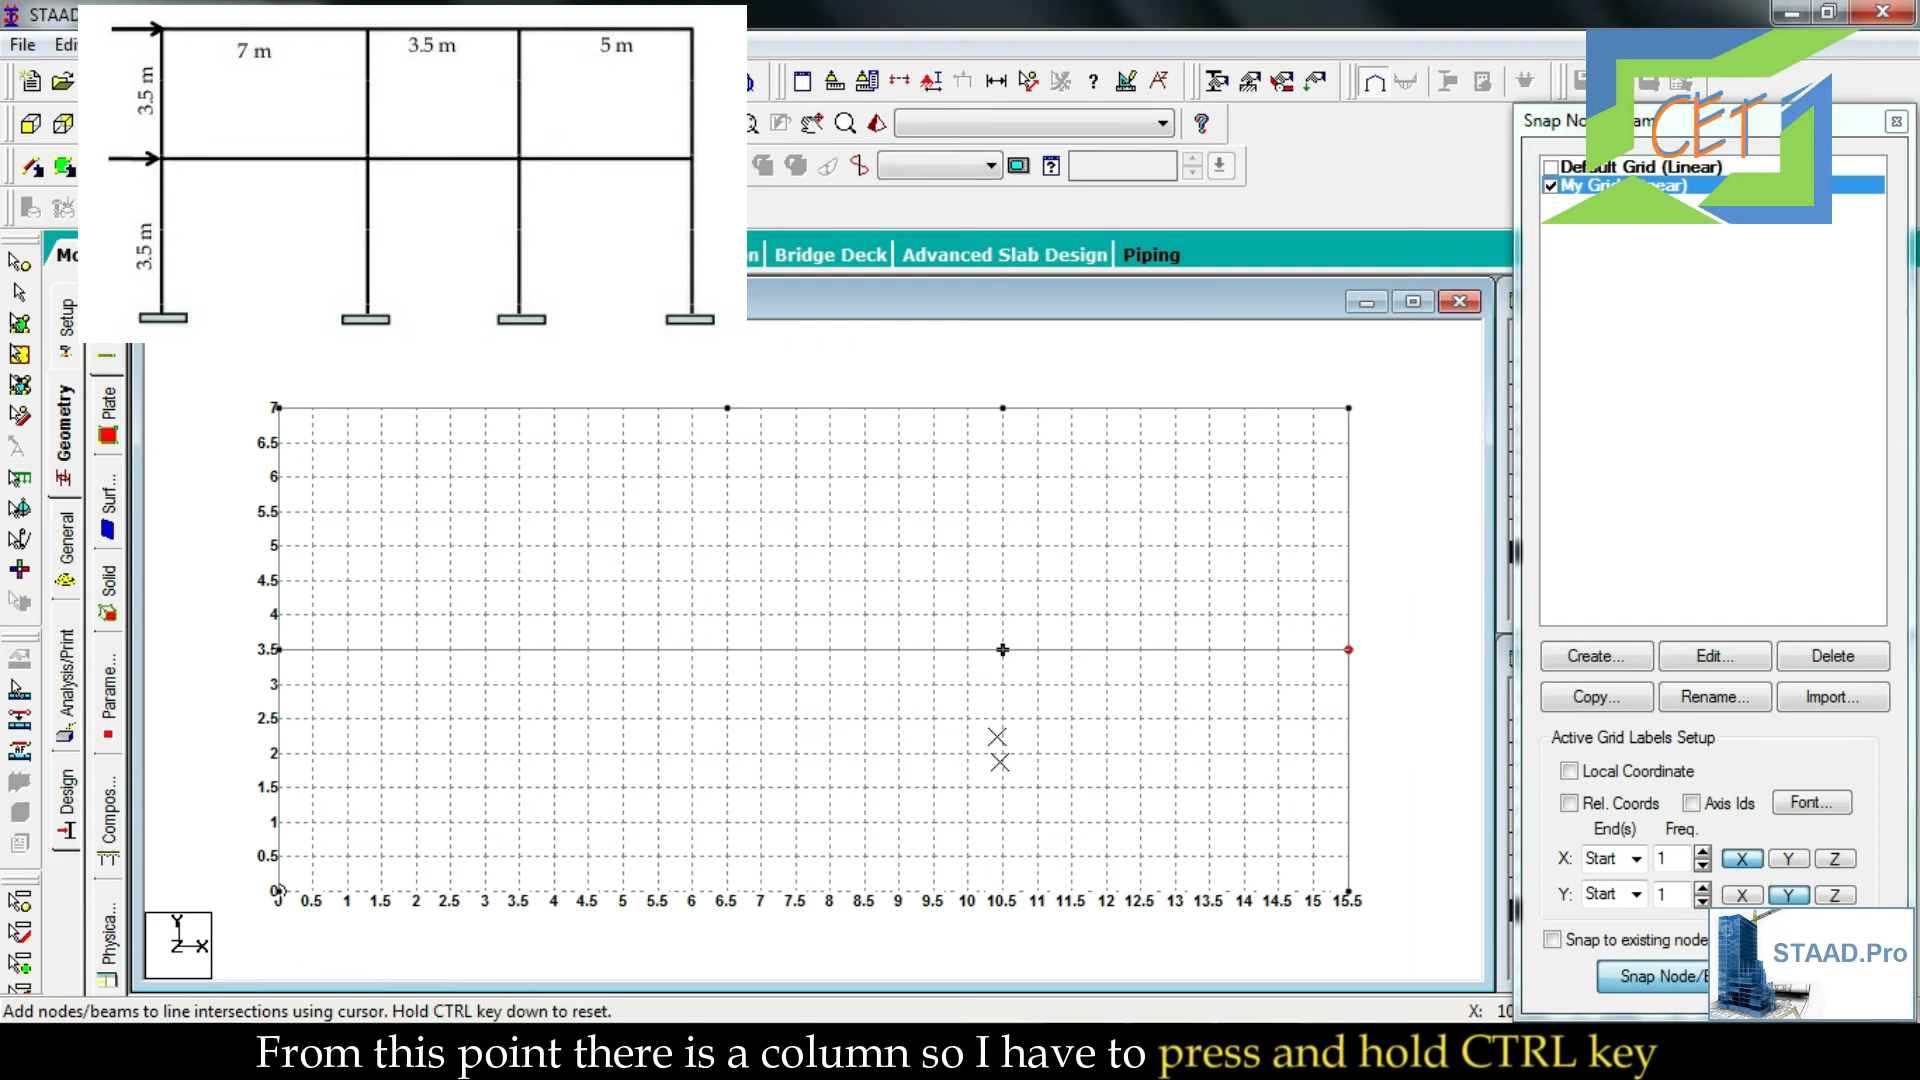 STAAD
File Edi
7 m
3.5 m
5 m
3.5 m
3.5 m
CET
Snap No
am
Default Grid (Linear)
My Grid (Linear)
Mo
Bridge Deck
Advanced Slab Design
Piping
Setup
Geometry
General
Analysis/Print
Design
Plate
Surf...
Solid
Parame...
Compos...
Physica...
7
6.5
6
5.5
5
4.5
4
3.5
3
2.5
2
1.5
1
0.5
0
0 0.5 1 1.5 2 2.5 3 3.5 4 4.5 5 5.5 6 6.5 7 7.5 8 8.5 9 9.5 10 10.5 11 11.5 12 12.5 13 13.5 14 14.5 15 15.5
Y
Z X
Create... Edit... Delete
Copy... Rename... Import...
Active Grid Labels Setup
Local Coordinate
Rel. Coords Axis Ids Font...
End(s) Freq.
X: Start 1 X Y Z
Y: Start 1 X Y Z
Snap to existing node
Snap Node/B
STAAD.Pro
Add nodes/beams to line intersections using cursor. Hold CTRL key down to reset.
X: 10
From this point there is a column so I have to press and hold CTRL key